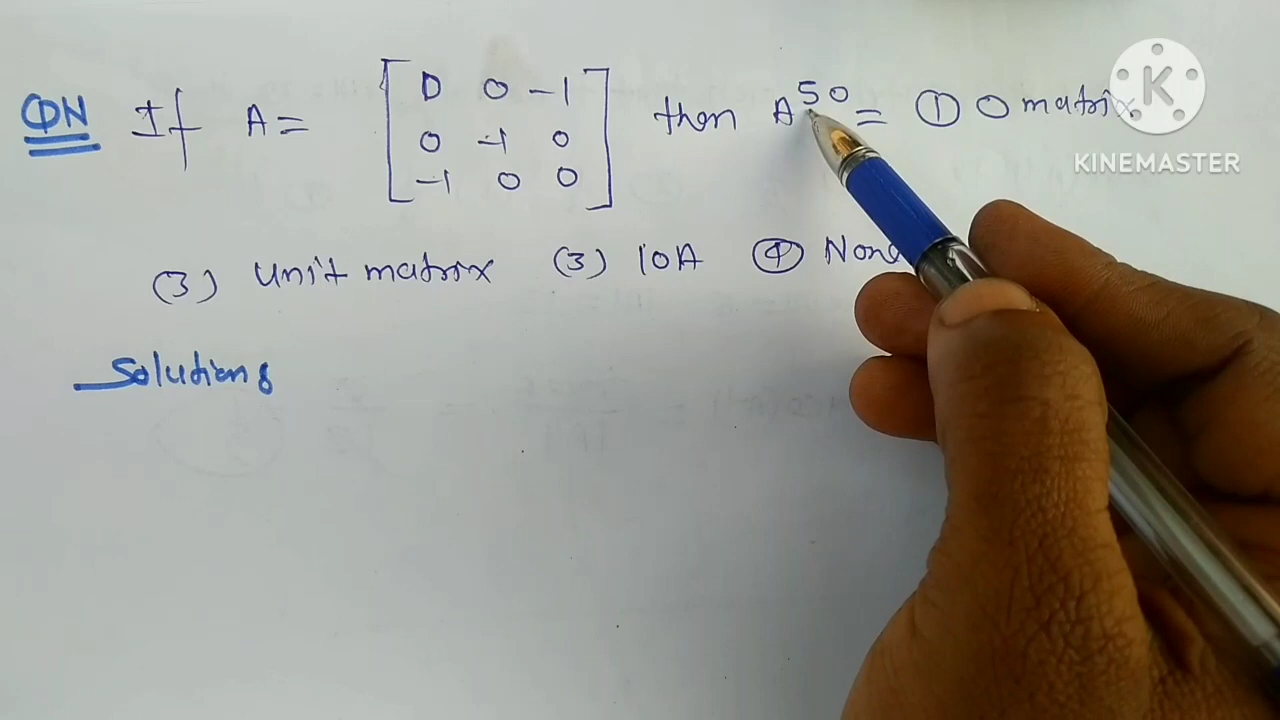 QN If A = [ 0 0 -1 ] then A^50 = (1) O matrix
0 -1 0
-1 0 0
K
KINEMASTER
(3) Unit matrix (3) 10A (4) None
Solution: